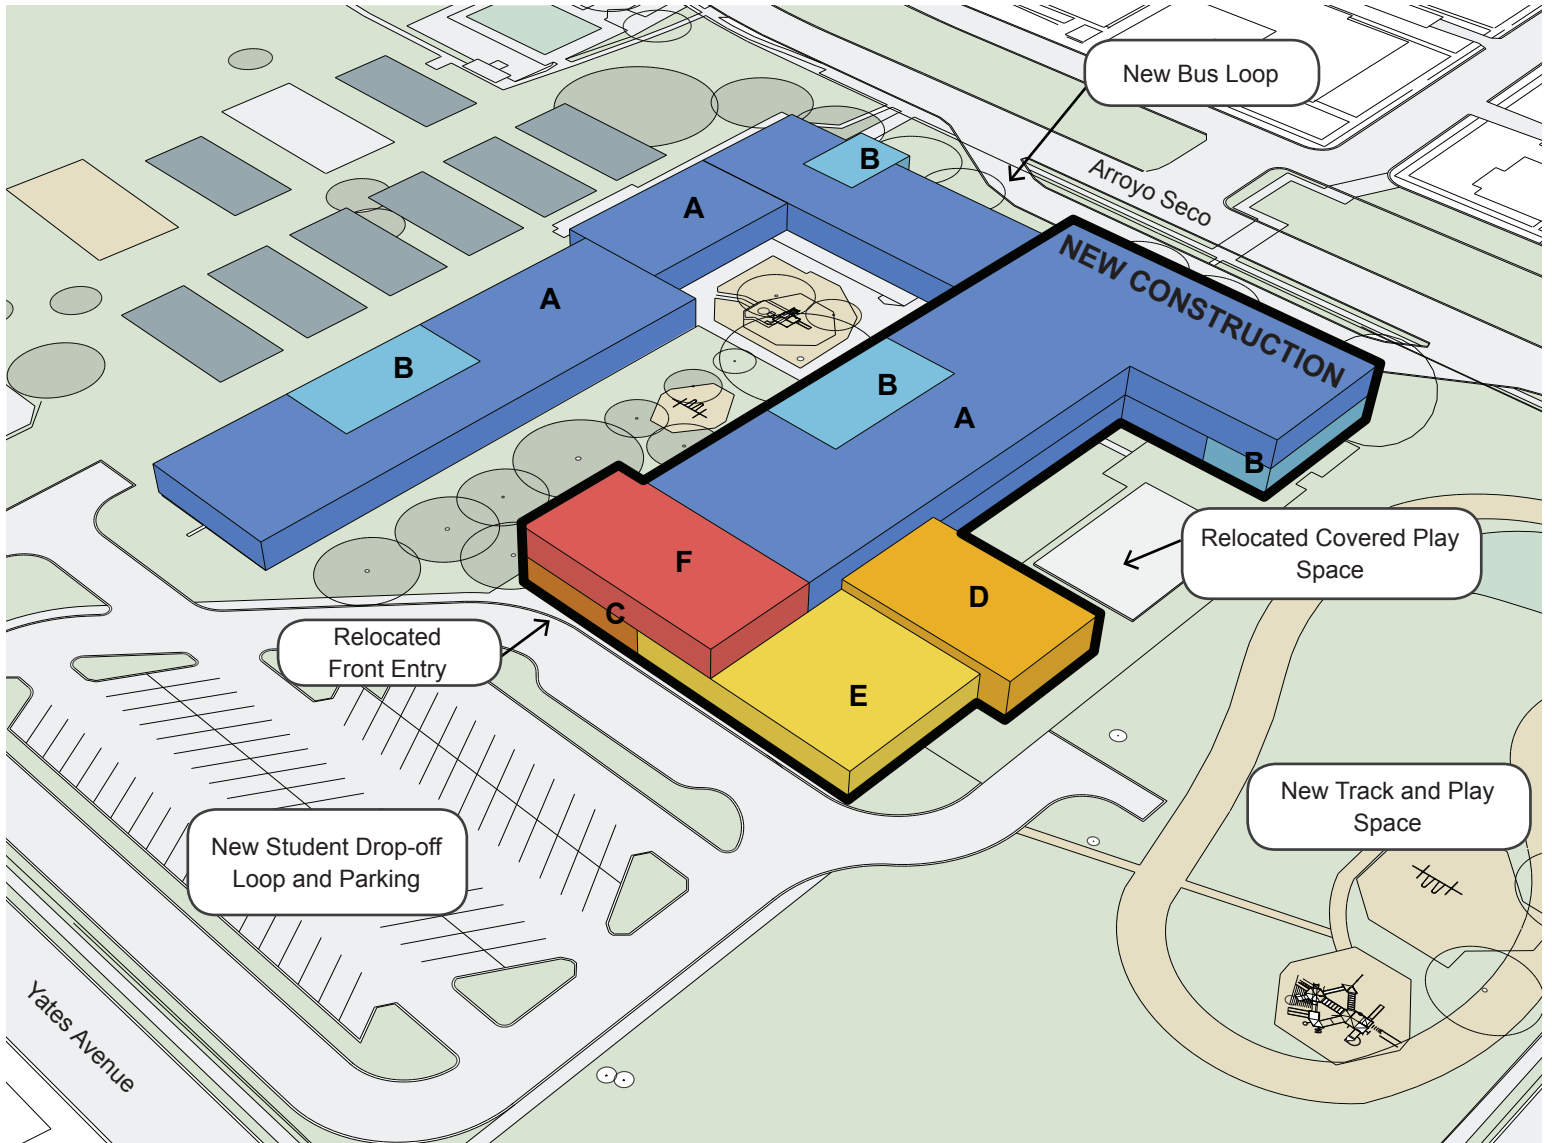 New Bus Loop
B
Arroyo Seco
A
NEW CONSTRUCTION
A
B
B
A
B
Relocated Covered Play
Space
F
D
C
Relocated
Front Entry
E
New Track and Play
Space
New Student Drop-off
Loop and Parking
Yates Avenue